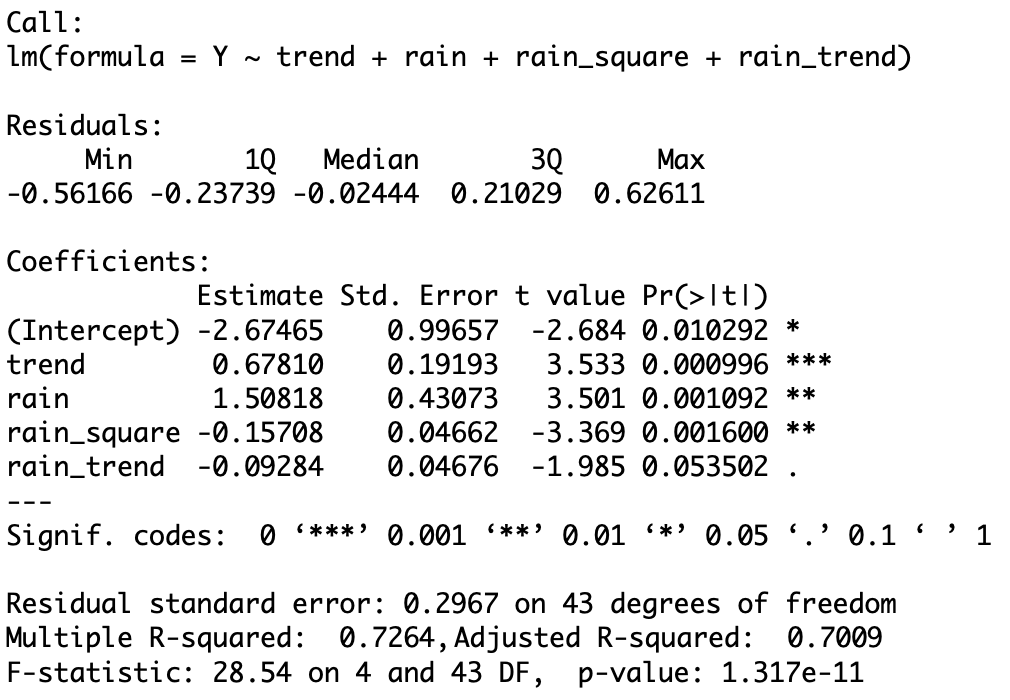 Call:
lm(formula = Y ~ trend + rain + rain_square + rain_trend)
Residuals:
     Min       1Q   Median       3Q      Max
-0.56166 -0.23739 -0.02444  0.21029  0.62611
Coefficients:
            Estimate Std. Error t value Pr(>|t|)
(Intercept) -2.67465    0.99657  -2.684 0.010292 *
trend        0.67810    0.19193   3.533 0.000996 ***
rain         1.50818    0.43073   3.501 0.001092 **
rain_square -0.15708    0.04662  -3.369 0.001600 **
rain_trend  -0.09284    0.04676  -1.985 0.053502 .
---
Signif. codes:  0 ‘***’ 0.001 ‘**’ 0.01 ‘*’ 0.05 ‘.’ 0.1 ‘ ’ 1
Residual standard error: 0.2967 on 43 degrees of freedom
Multiple R-squared:  0.7264,Adjusted R-squared:  0.7009
F-statistic: 28.54 on 4 and 43 DF,  p-value: 1.317e-11